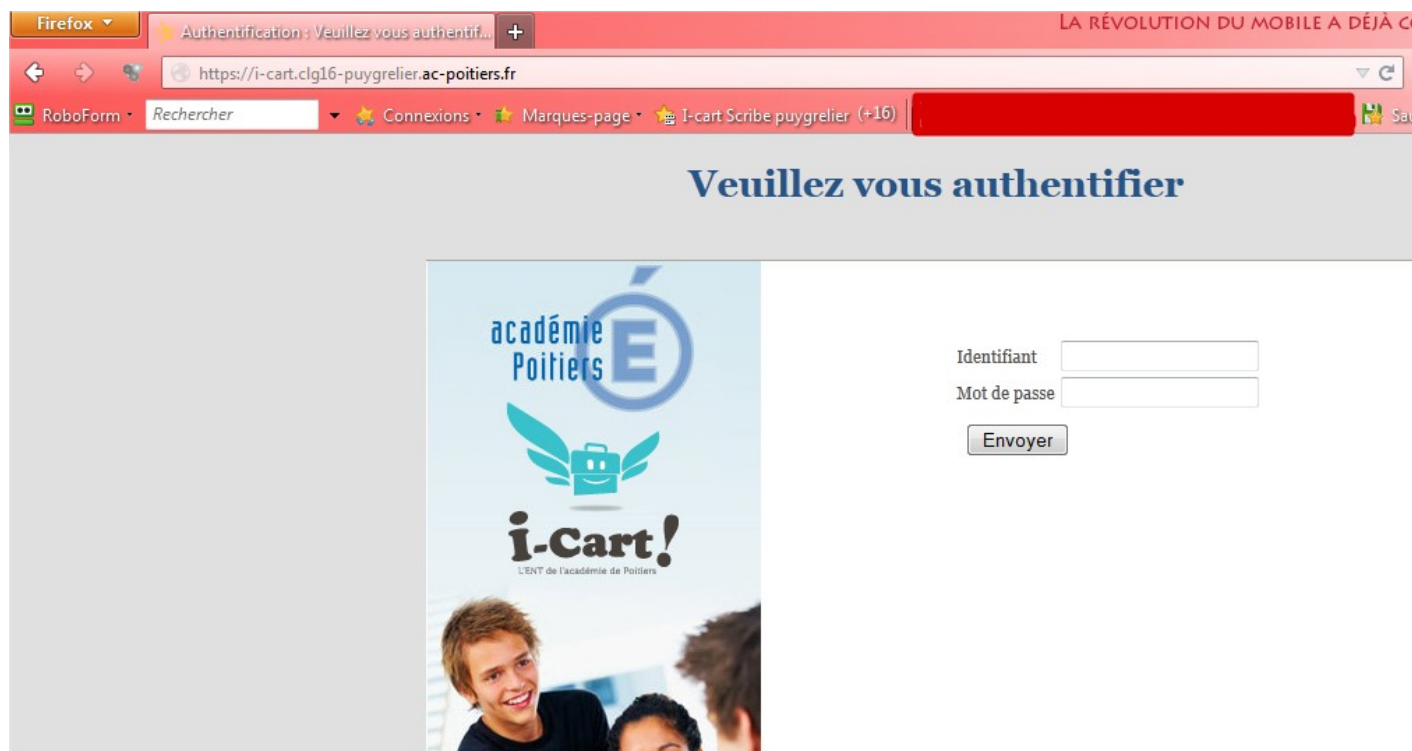 Firefox
Authentification : Veuillez vous authentif...
LA RÉVOLUTION DU MOBILE A DÉJÀ
https://i-cart.clg16-puygrelier.ac-poitiers.fr
RoboForm
Rechercher
Connexions
Marques-page
I-cart Scribe puygrelier (+16)
Veuillez vous authentifier
académie
Poitiers
É
Identifiant
Mot de passe
Envoyer
i-Cart!
L'ENT de l'académie de Poitiers